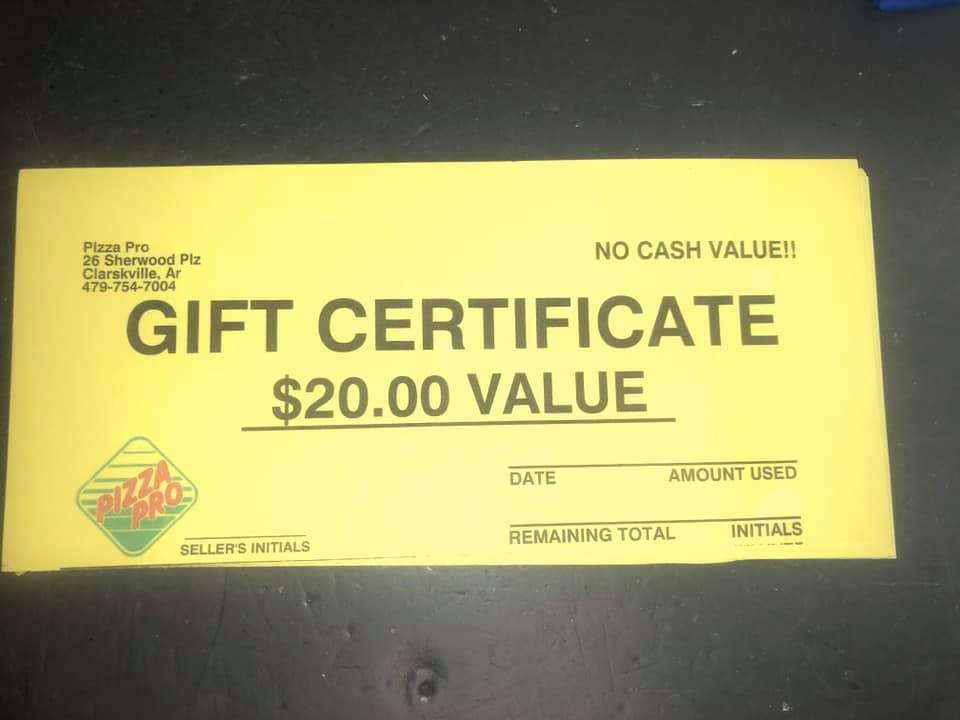 Pizza Pro
26 Sherwood Plz
Clarskville, Ar
479-754-7004
NO CASH VALUE!!
GIFT CERTIFICATE
$20.00 VALUE
DATE AMOUNT USED
REMAINING TOTAL INITIALS
PIZZA
PRO
SELLER'S INITIALS